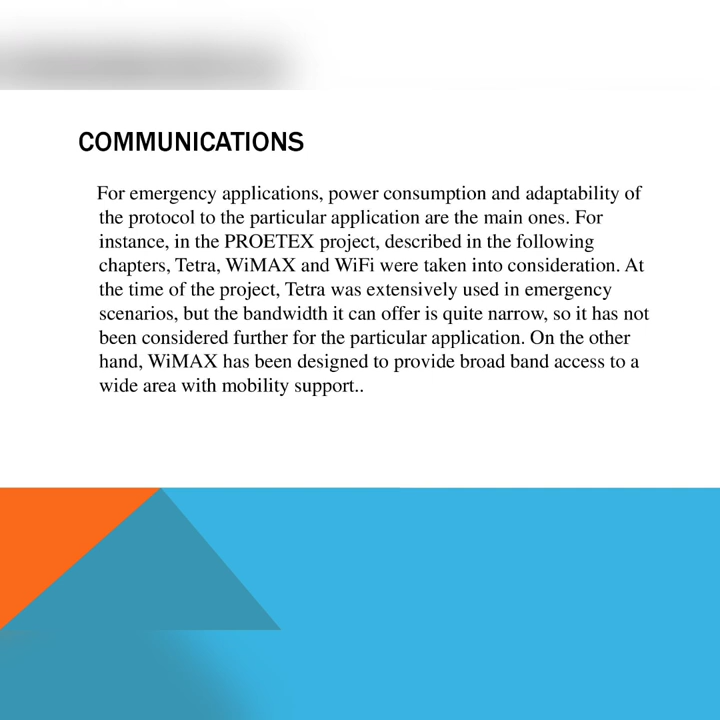 COMMUNICATIONS
For emergency applications, power consumption and adaptability of
the protocol to the particular application are the main ones. For
instance, in the PROETEX project, described in the following
chapters, Tetra, WiMAX and WiFi were taken into consideration. At
the time of the project, Tetra was extensively used in emergency
scenarios, but the bandwidth it can offer is quite narrow, so it has not
been considered further for the particular application. On the other
hand, WiMAX has been designed to provide broad band access to a
wide area with mobility support..